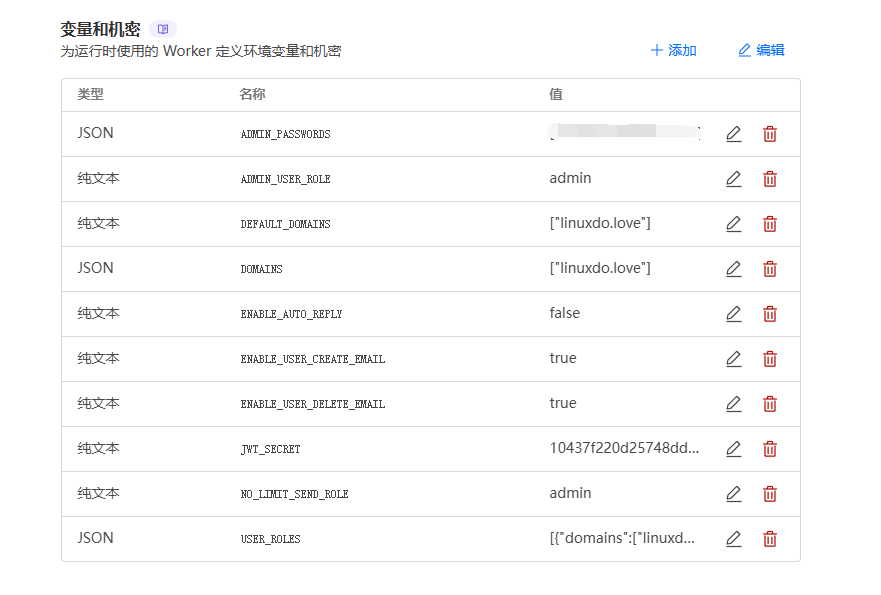 变量和机密
为运行时使用的 Worker 定义环境变量和机密
添加 编辑
类型 名称 值
JSON ADMIN_PASSWORDS
纯文本 ADMIN_USER_ROLE admin
纯文本 DEFAULT_DOMAINS ["linuxdo.love"]
JSON DOMAINS ["linuxdo.love"]
纯文本 ENABLE_AUTO_REPLY false
纯文本 ENABLE_USER_CREATE_EMAIL true
纯文本 ENABLE_USER_DELETE_EMAIL true
纯文本 JWT_SECRET 10437f220d25748dd...
纯文本 NO_LIMIT_SEND_ROLE admin
JSON USER_ROLES [{"domains":["linuxd...